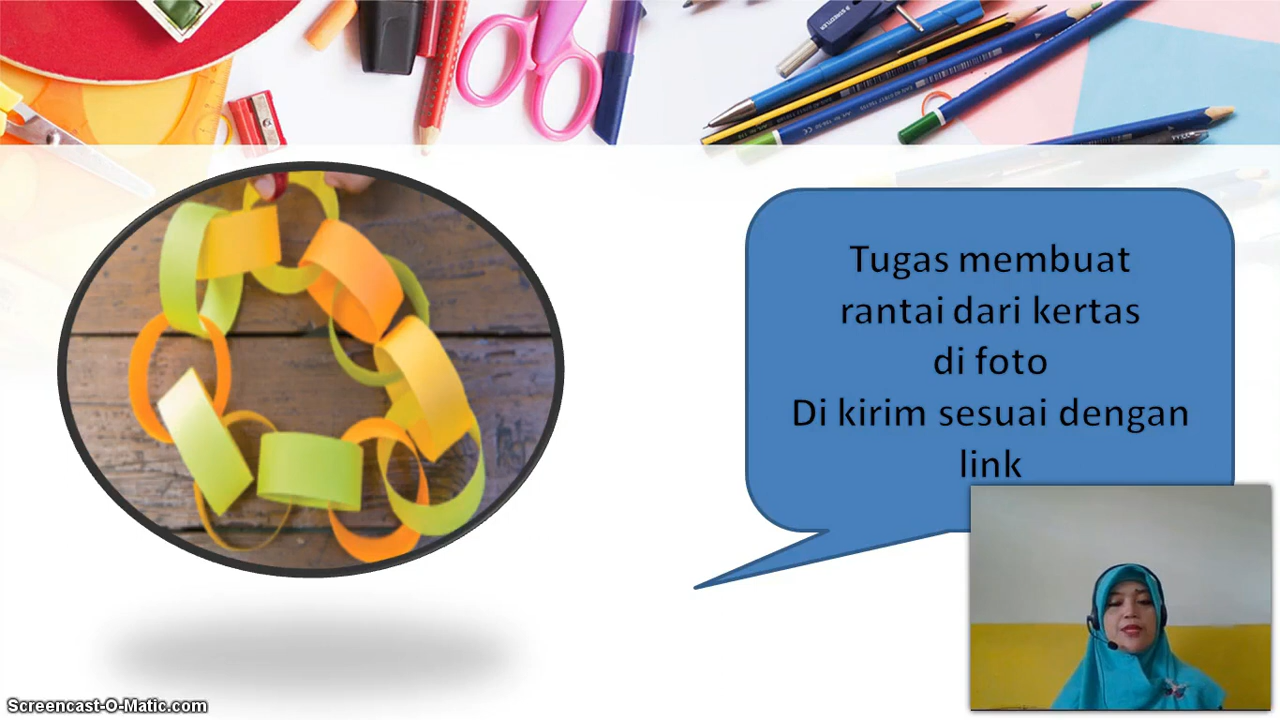 Tugas membuat
rantai dari kertas
di foto
Di kirim sesuai dengan
link
Screencast-O-Matic.com